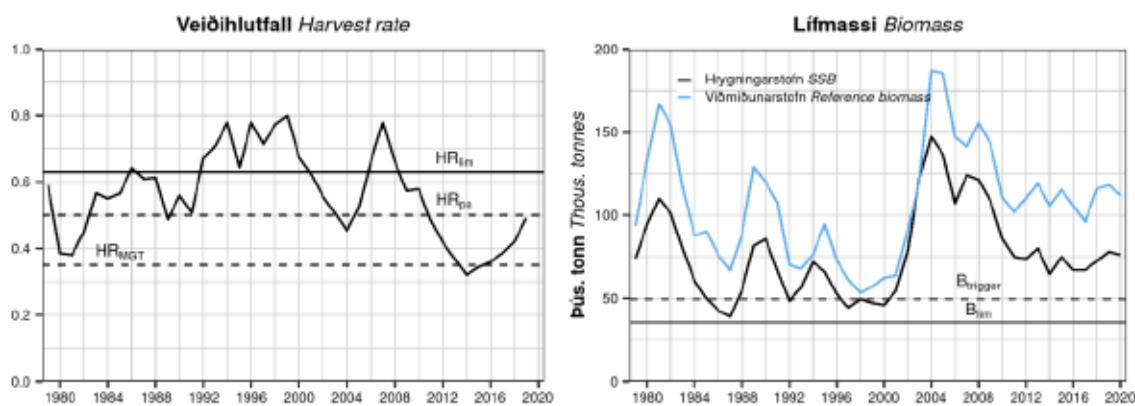 Veiðihlutfall Harvest rate
1.0
0.8
0.6
0.4
0.2
0.0
HRlim
HRpa
HRMGT
1980 1984 1988 1992 1996 2000 2004 2008 2012 2016 2020
Lífmassi Biomass
Þús. tonn Thous. tonnes
200
150
100
50
0
Hrygningarstofn SSB
Viðmiðunarstofn Reference biomass
Btrigger
Blim
1980 1984 1988 1992 1996 2000 2004 2008 2012 2016 2020